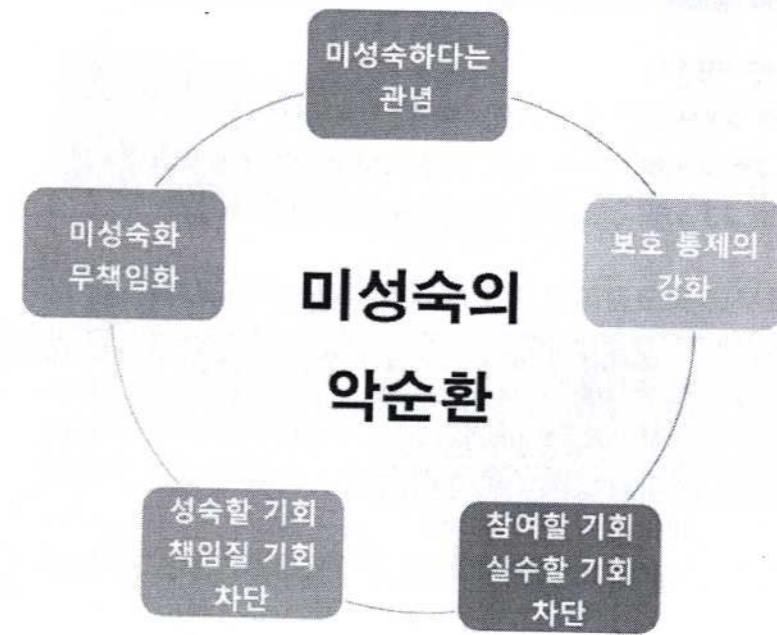 미성숙하다는
관념
보호 통제의
강화
참여할 기회
실수할 기회
차단
성숙할 기회
책임질 기회
차단
미성숙화
무책임화
미성숙의
악순환